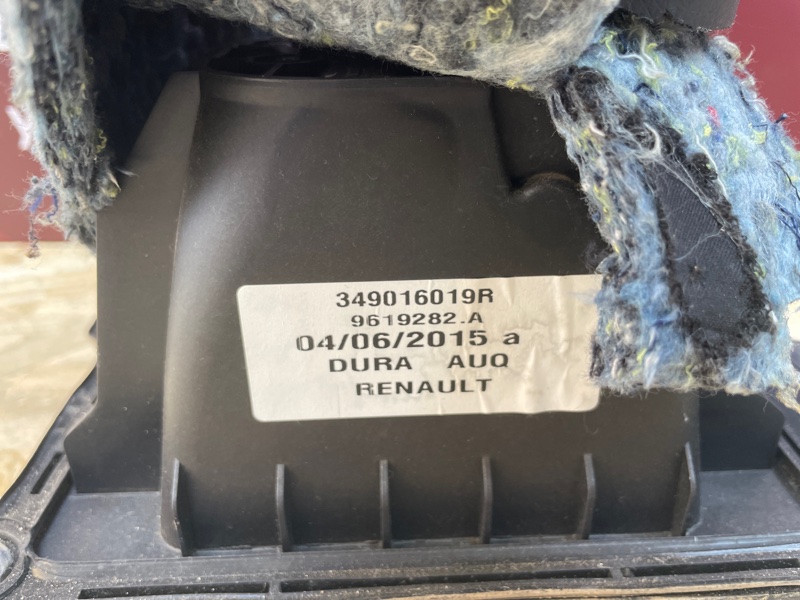 349016019R
9619282.A
04/06/2015 a
DURA AUQ
RENAULT